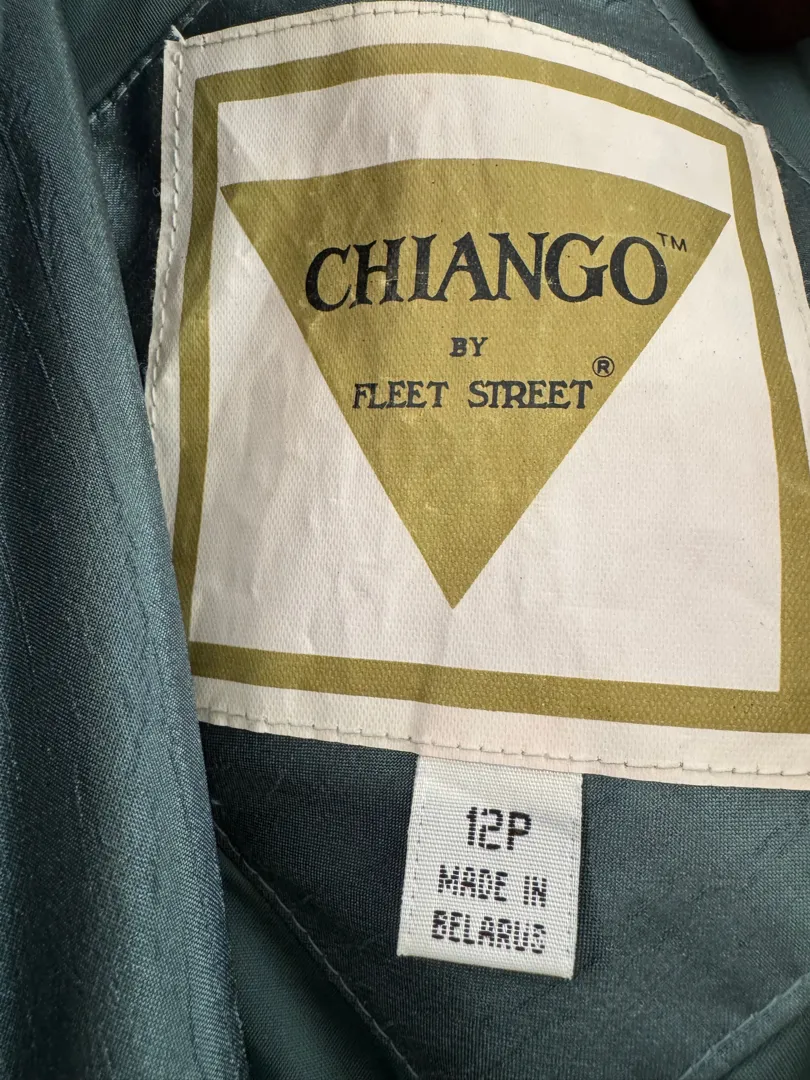 CHIANGO™
BY
FLEET STREET®
12P
MADE IN
BELARUS